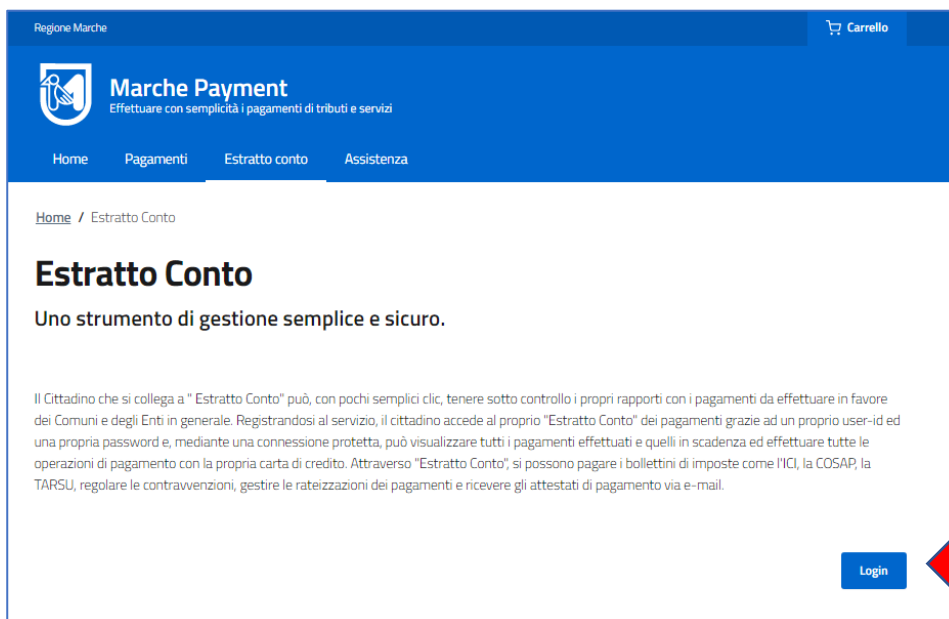 Regione Marche
Carrello
Marche Payment
Effettuare con semplicità i pagamenti di tributi e servizi
Home Pagamenti Estratto conto Assistenza
Home / Estratto Conto
Estratto Conto
Uno strumento di gestione semplice e sicuro.
Il Cittadino che si collega a " Estratto Conto" può, con pochi semplici clic, tenere sotto controllo i propri rapporti con i pagamenti da effettuare in favore
dei Comuni e degli Enti in generale. Registrandosi al servizio, il cittadino accede al proprio "Estratto Conto" dei pagamenti grazie ad un proprio user-id ed
una propria password e, mediante una connessione protetta, può visualizzare tutti i pagamenti effettuati e quelli in scadenza ed effettuare tutte le
operazioni di pagamento con la propria carta di credito. Attraverso "Estratto Conto", si possono pagare i bollettini di imposte come l'ICI, la COSAP, la
TARSU, regolare le contravvenzioni, gestire le rateizzazioni dei pagamenti e ricevere gli attestati di pagamento via e-mail.
Login